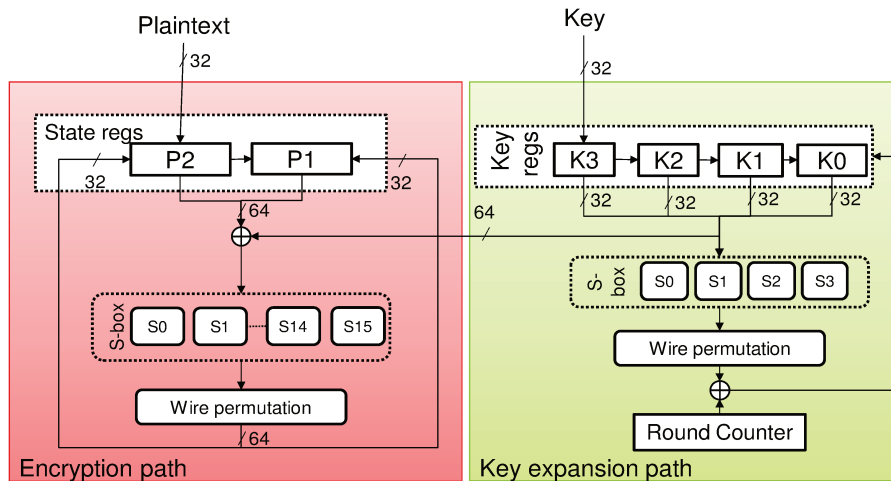 Plaintext
Key
32
32
State regs
P2
P1
32
32
Key regs
K3
K2
K1
K0
32
32
32
32
64
64
S-box
S0
S1
S14
S15
S-box
S0
S1
S2
S3
Wire permutation
Wire permutation
64
Round Counter
Encryption path
Key expansion path